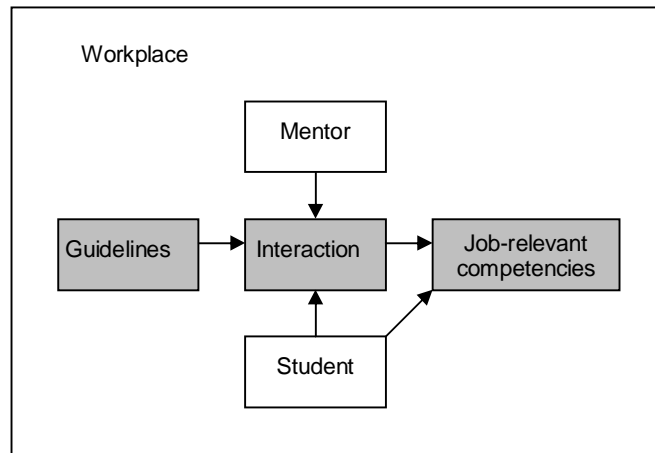 Workplace
Mentor
Guidelines
Interaction
Job-relevant
competencies
Student